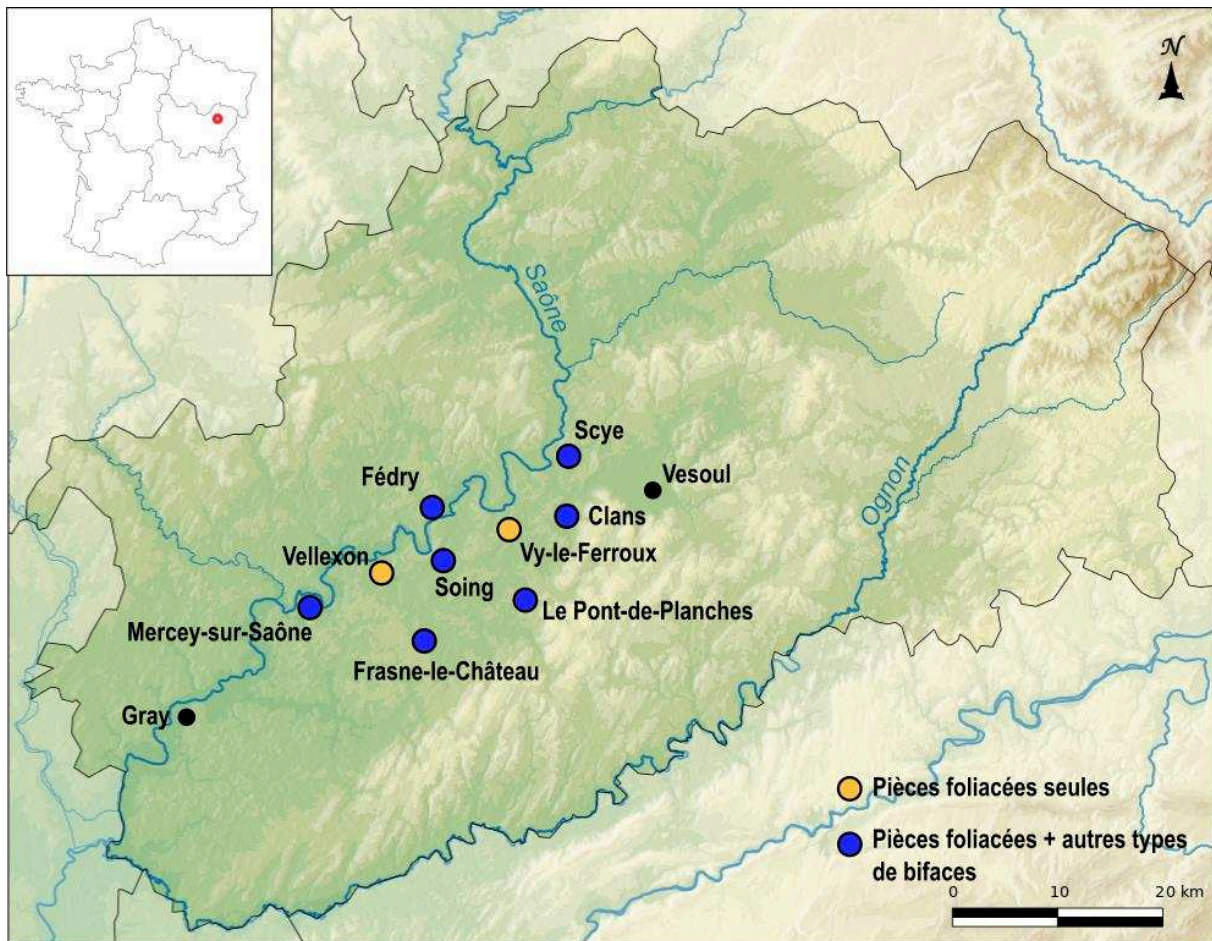 N
Saône
Scye
Vesoul
Fédry
Ognon
Clans
Vy-le-Ferroux
Vellexon
Soing
Le Pont-de-Planches
Mercey-sur-Saône
Frasne-le-Château
Gray
Pièces foliacées seules
Pièces foliacées + autres types
de bifaces
0 10 20 km